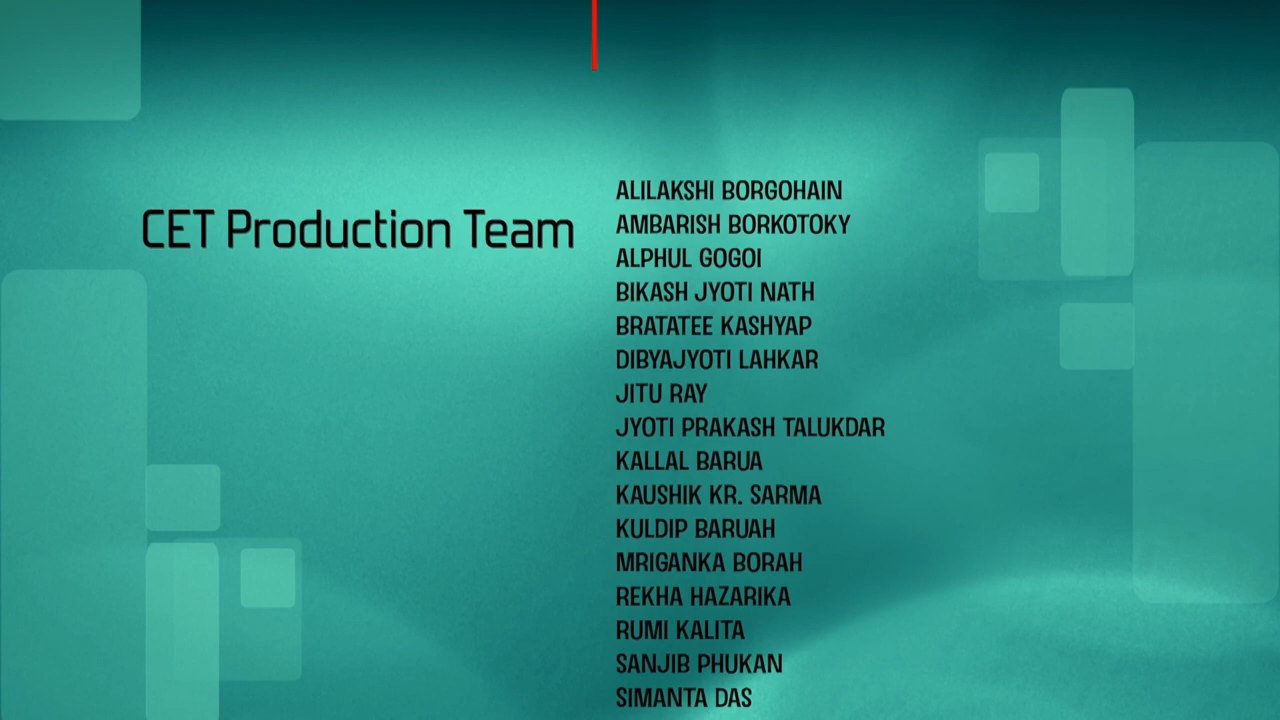 CET Production Team
ALILAKSHI BORGOHAIN
AMBARISH BORKOTOKY
ALPHUL GOGOI
BIKASH JYOTI NATH
BRATATEE KASHYAP
DIBYAJYOTI LAHKAR
JITU RAY
JYOTI PRAKASH TALUKDAR
KALLAL BARUA
KAUSHIK KR. SARMA
KULDIP BARUAH
MRIGANKA BORAH
REKHA HAZARIKA
RUMI KALITA
SANJIB PHUKAN
SIMANTA DAS